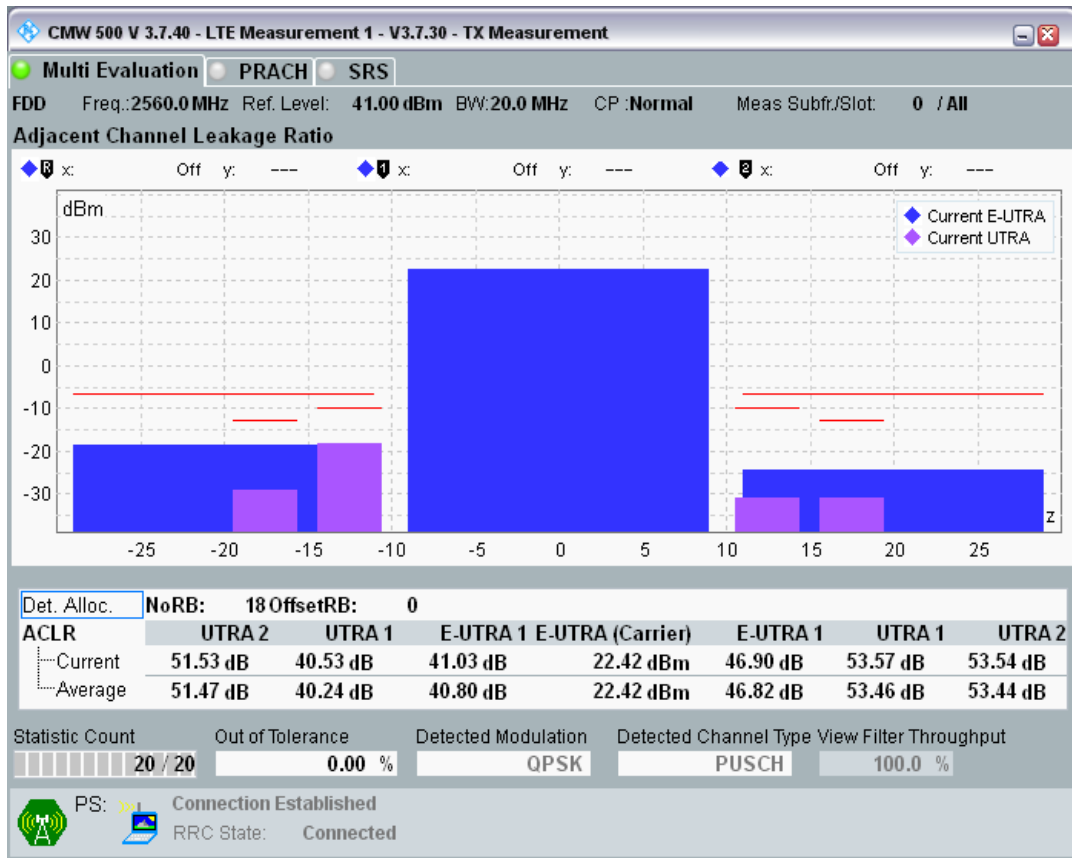 CMW 500 V 3.7.40 - LTE Measurement 1 - V3.7.30 - TX Measurement
Multi Evaluation PRACH SRS
FDD Freg.:2560.0 MHz Ref. Level: 41.00 dBm BW:20.0 MHz CP :Normal Meas Subfr./Slot: 0 / All
Adjacent Channel Leakage Ratio
R x: Off y: --- 1 x: Off y: --- 2 x: Off y: ---
dBm
Current E-UTRA
Current UTRA
30
20
10
0
-10
-20
-30
z
-25 -20 -15 -10 -5 0 5 10 15 20 25
Det. Alloc. NoRB: 18 OffsetRB: 0
ACLR UTRA 2 UTRA 1 E-UTRA 1 E-UTRA (Carrier) E-UTRA 1 UTRA 1 UTRA 2
Current 51.53 dB 40.53 dB 41.03 dB 22.42 dBm 46.90 dB 53.57 dB 53.54 dB
Average 51.47 dB 40.24 dB 40.80 dB 22.42 dBm 46.82 dB 53.46 dB 53.44 dB
Statistic Count Out of Tolerance Detected Modulation Detected Channel Type View Filter Throughput
20 / 20 0.00 % QPSK PUSCH 100.0 %
PS: Connection Established
RRC State: Connected